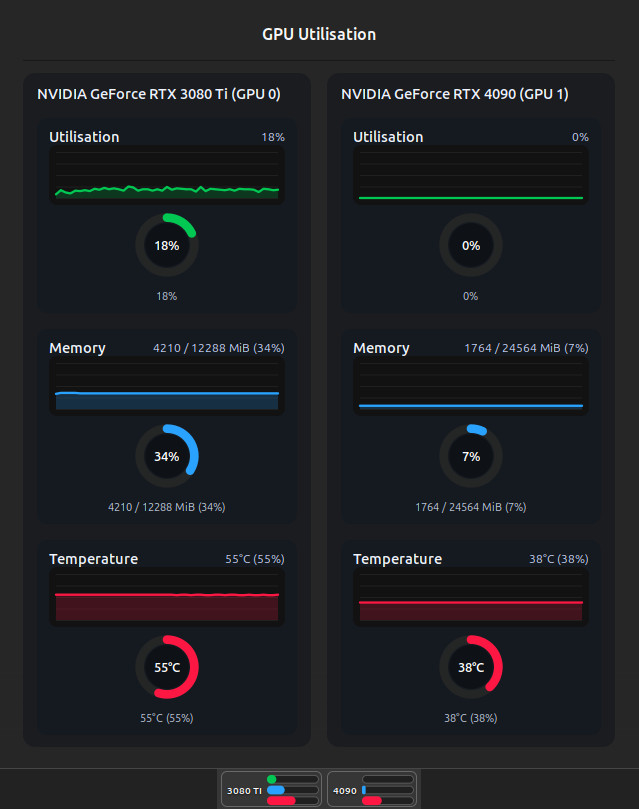 GPU Utilisation
NVIDIA GeForce RTX 3080 Ti (GPU 0)
Utilisation 18%
18%
18%
Memory 4210 / 12288 MiB (34%)
34%
4210 / 12288 MiB (34%)
Temperature 55°C (55%)
55°C
55°C (55%)
NVIDIA GeForce RTX 4090 (GPU 1)
Utilisation 0%
0%
0%
Memory 1764 / 24564 MiB (7%)
7%
1764 / 24564 MiB (7%)
Temperature 38°C (38%)
38°C
38°C (38%)
3080 TI
4090